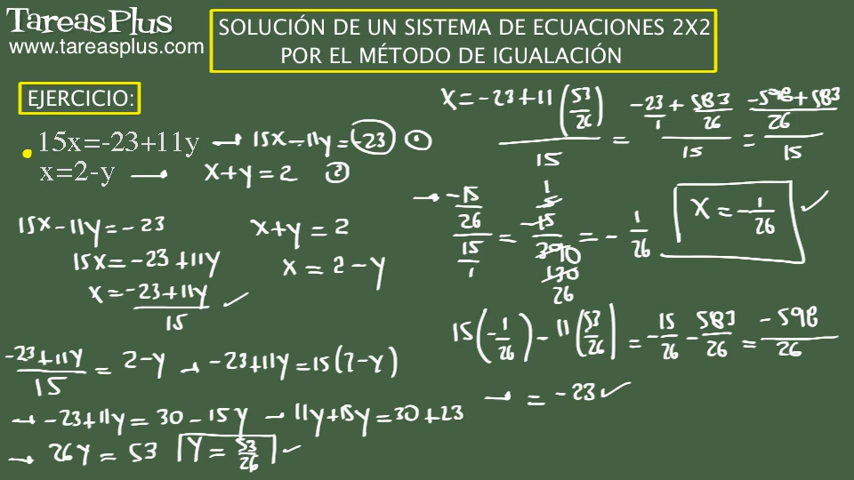 TareasPlus
www.tareasplus.com
SOLUCIÓN DE UN SISTEMA DE ECUACIONES 2X2
POR EL MÉTODO DE IGUALACIÓN
EJERCICIO:
15x=-23+11y → 15x-11y=-23 ①
x=2-y → x+y=2 ②
15x-11y=-23
15x=-23+11y
x=-23+11y/15 ✓
x+y=2
x=2-y
-23+11y/15 = 2-y → -23+11y=15(2-y)
→ -23+11y=30-15y → 11y+15y=30+23
→ 26y=53 y=53/26 ✓
x=-23+11(53/26)/15 = -23/1+583/26/15 = -598+583/26/15
→ -15/26/15/1 = -15/390 = -1/26 x=-1/26 ✓
1
5
130
10
26
15(-1/26)-11(53/26)=-15/26-583/26=-598/26
→ =-23 ✓